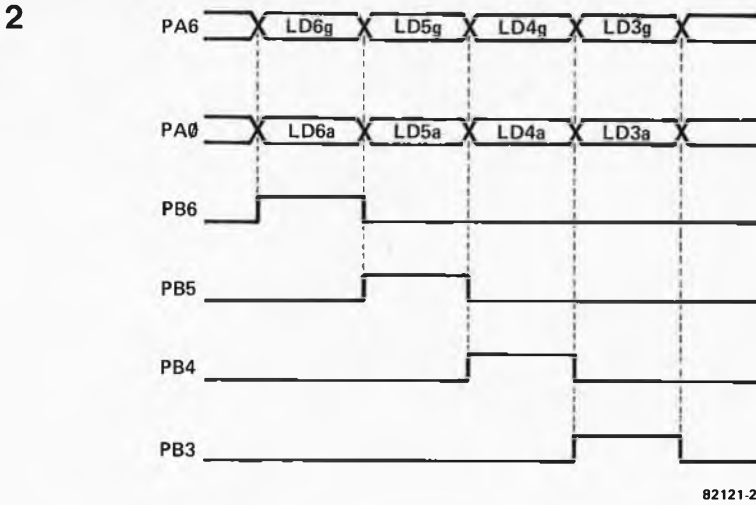 2
PA6 LD6g LD5g LD4g LD3g
PAØ LD6a LD5a LD4a LD3a
PB6
PB5
PB4
PB3
82121-2